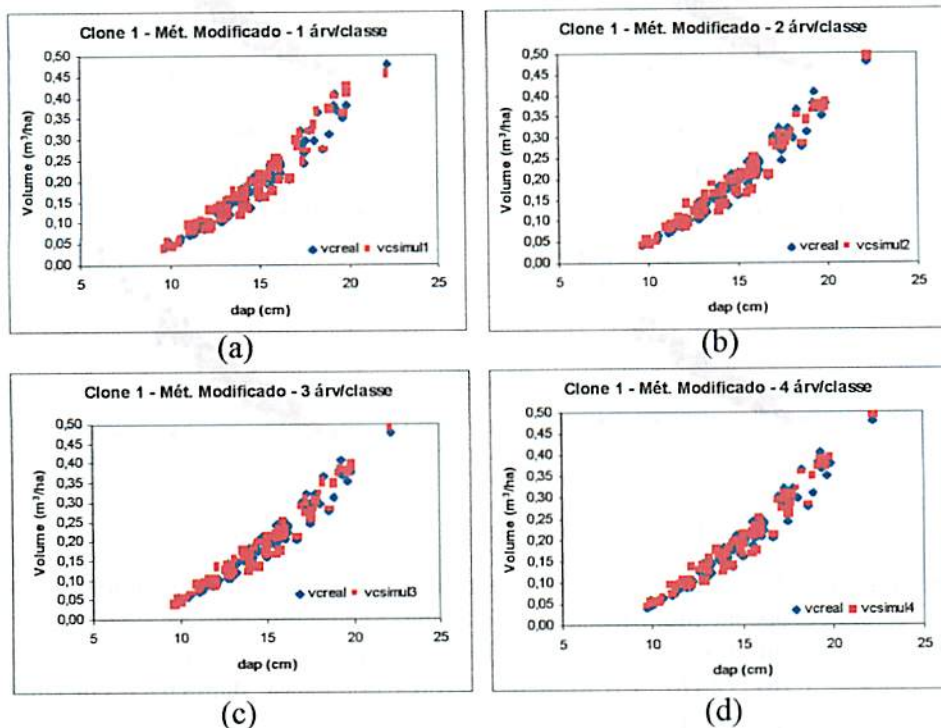 Clone 1 - Mét. Modificado - 1 árv/classe
Volume (m³/ha)
0,50
0,45
0,40
0,35
0,30
0,25
0,20
0,15
0,10
0,05
0,00
vcreal vcsimul1
5 10 15 20 25
dap (cm)
(a)
Clone 1 - Mét. Modificado - 2 árv/classe
Volume (m³/ha)
0,50
0,45
0,40
0,35
0,30
0,25
0,20
0,15
0,10
0,05
0,00
vcreal vcsimul2
5 10 15 20 25
dap (cm)
(b)
Clone 1 - Mét. Modificado - 3 árv/classe
Volume (m³/ha)
0,50
0,45
0,40
0,35
0,30
0,25
0,20
0,15
0,10
0,05
0,00
vcreal vcsimul3
5 10 15 20 25
dap (cm)
(c)
Clone 1 - Mét. Modificado - 4 árv/classe
Volume (m³/ha)
0,50
0,45
0,40
0,35
0,30
0,25
0,20
0,15
0,10
0,05
0,00
vcreal vcsimul4
5 10 15 20 25
dap (cm)
(d)